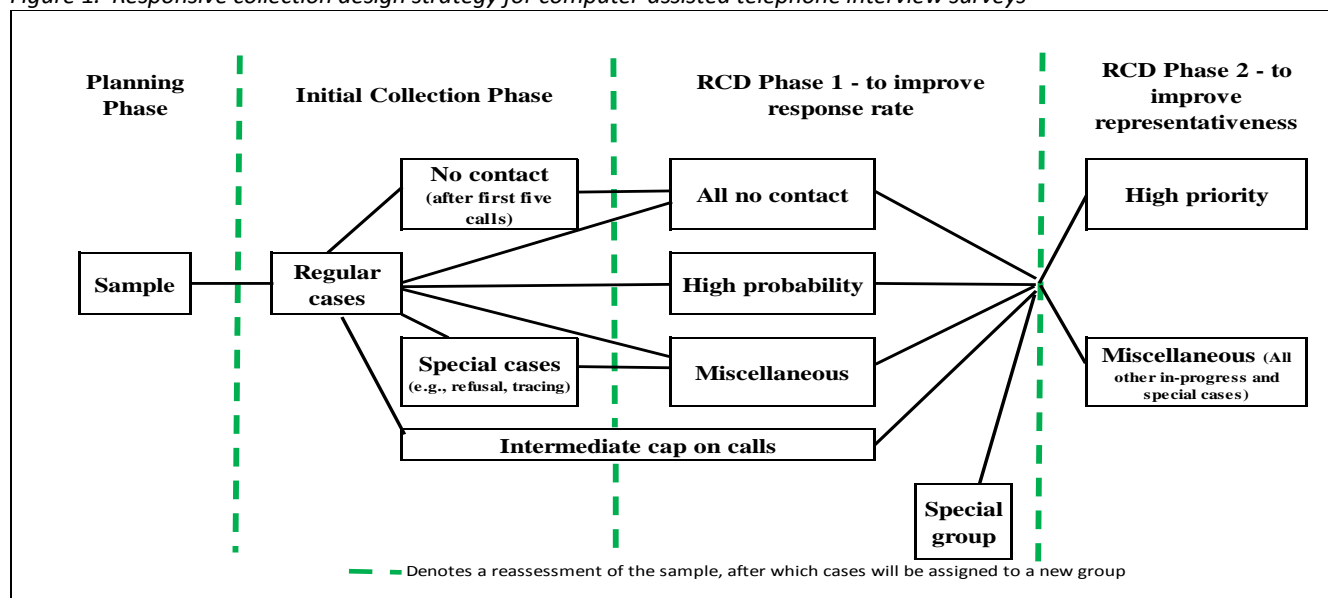 Figure 1. Responsive collection design strategy for computer-assisted telephone interview surveys
Planning
Phase
Initial Collection Phase
RCD Phase 1 - to improve
response rate
RCD Phase 2 - to
improve
representativeness
No contact
(after first five
calls)
All no contact
High priority
Sample
Regular
cases
High probability
Special cases
(e.g., refusal, tracing)
Miscellaneous
Miscellaneous (All
other in-progress and
special cases)
Intermediate cap on calls
Special
group
Denotes a reassessment of the sample, after which cases will be assigned to a new group